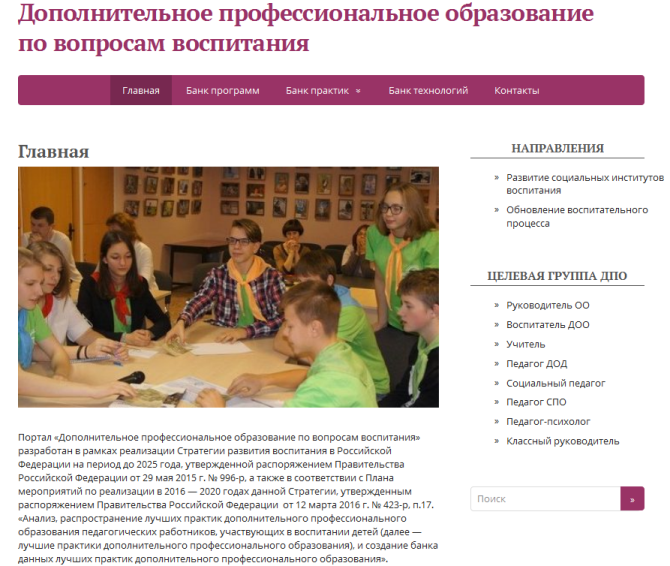 Дополнительное профессиональное образование
по вопросам воспитания
Главная
Банк программ
Банк практик »
Банк технологий
Контакты
Главная
Портал «Дополнительное профессиональное образование по вопросам воспитания»
разработан в рамках реализации Стратегии развития воспитания в Российской
Федерации на период до 2025 года, утвержденной распоряжением Правительства
Российской Федерации от 29 мая 2015 г. № 996-р, а также в соответствии с Плана
мероприятий по реализации в 2016 — 2020 годах данной Стратегии, утвержденным
распоряжением Правительства Российской Федерации от 12 марта 2016 г. № 423-р, п.17.
«Анализ, распространение лучших практик дополнительного профессионального
образования педагогических работников, участвующих в воспитании детей (далее —
лучшие практики дополнительного профессионального образования), и создание банка
данных лучших практик дополнительного профессионального образования».
НАПРАВЛЕНИЯ
» Развитие социальных институтов
воспитания
» Обновление воспитательного
процесса
ЦЕЛЕВАЯ ГРУППА ДПО
» Руководитель ОО
» Воспитатель ДОО
» Учитель
» Педагог ДОД
» Социальный педагог
» Педагог СПО
» Педагог-психолог
» Классный руководитель
Поиск »